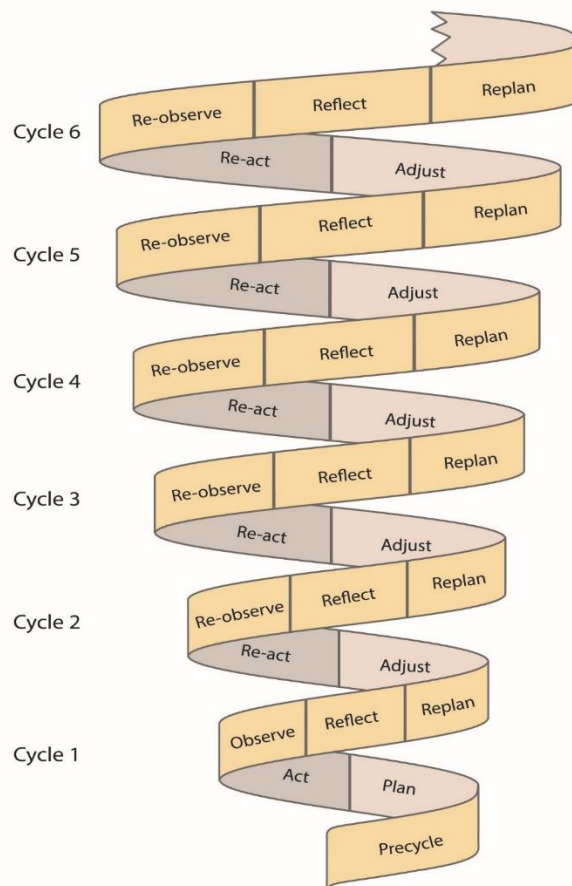 Re-observe Reflect Replan
Cycle 6
Re-act Adjust
Re-observe Reflect Replan
Cycle 5
Re-act Adjust
Re-observe Reflect Replan
Cycle 4
Re-act Adjust
Re-observe Reflect Replan
Cycle 3
Re-act Adjust
Re-observe Reflect Replan
Cycle 2
Re-act Adjust
Observe Reflect Replan
Cycle 1
Act Plan
Precycle